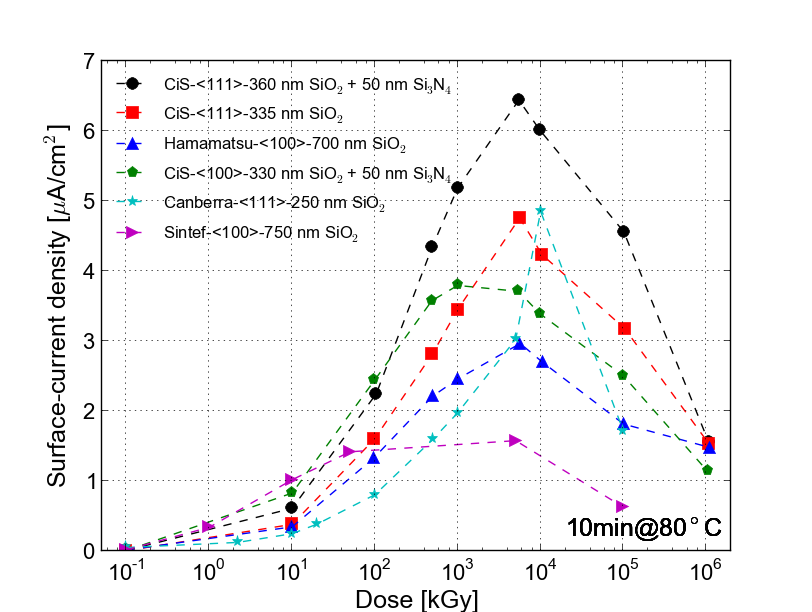 7
6
5
4
3
2
1
0
Surface-current density [μA/cm²]
CiS-<111>-360 nm SiO₂ + 50 nm Si₃N₄
CiS-<111>-335 nm SiO₂
Hamamatsu-<100>-700 nm SiO₂
CiS-<100>-330 nm SiO₂ + 50 nm Si₃N₄
Canberra-<111>-250 nm SiO₂
Sintef-<100>-750 nm SiO₂
10min@80°C
10⁻¹ 10⁰ 10¹ 10² 10³ 10⁴ 10⁵ 10⁶
Dose [kGy]